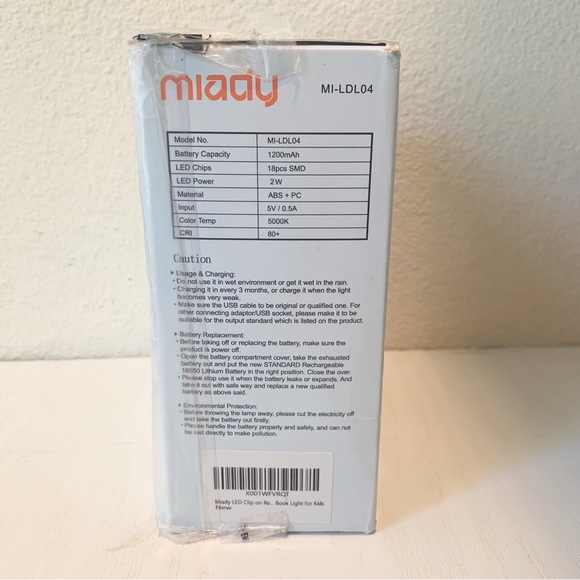 mıady MI-LDL04
Model No. MI-LDL04
Battery Capacity 1200mAh
LED Chips 18pcs SMD
LED Power 2W
Material ABS + PC
Input 5V / 0.5A
Color Temp 5000K
CRI 80+
Caution
▸ Usage & Charging:
• Do not use it in wet environment or get it wet in the rain.
• Charging it in every 3 months, or charge it when the light
becomes very weak.
• Make sure the USB cable to be original or qualified one. For
other connecting adaptor/USB socket, please make it to be
suitable for the output standard which is listed on the product.
▸ Battery Replacement:
• Before taking off or replacing the battery, make sure the
product is power off.
• Open the battery compartment cover, take the exhausted
battery out and put the new STANDARD Rechargeable
18650 Lithium Battery in the right position. Close the over.
• Please stop use it when the battery leaks or expands. And
take it out with safe way and replace a new qualified
battery as above said.
▸ Environmental Protection:
• Before throwing the lamp away, please cut the electricity off
and take the battery out firstly.
• Please handle the battery properly and safely, and can not
be lost directly to make pollution.
X001WFVRQT
Miady LED Clip on Re... Book Light for Kids
New